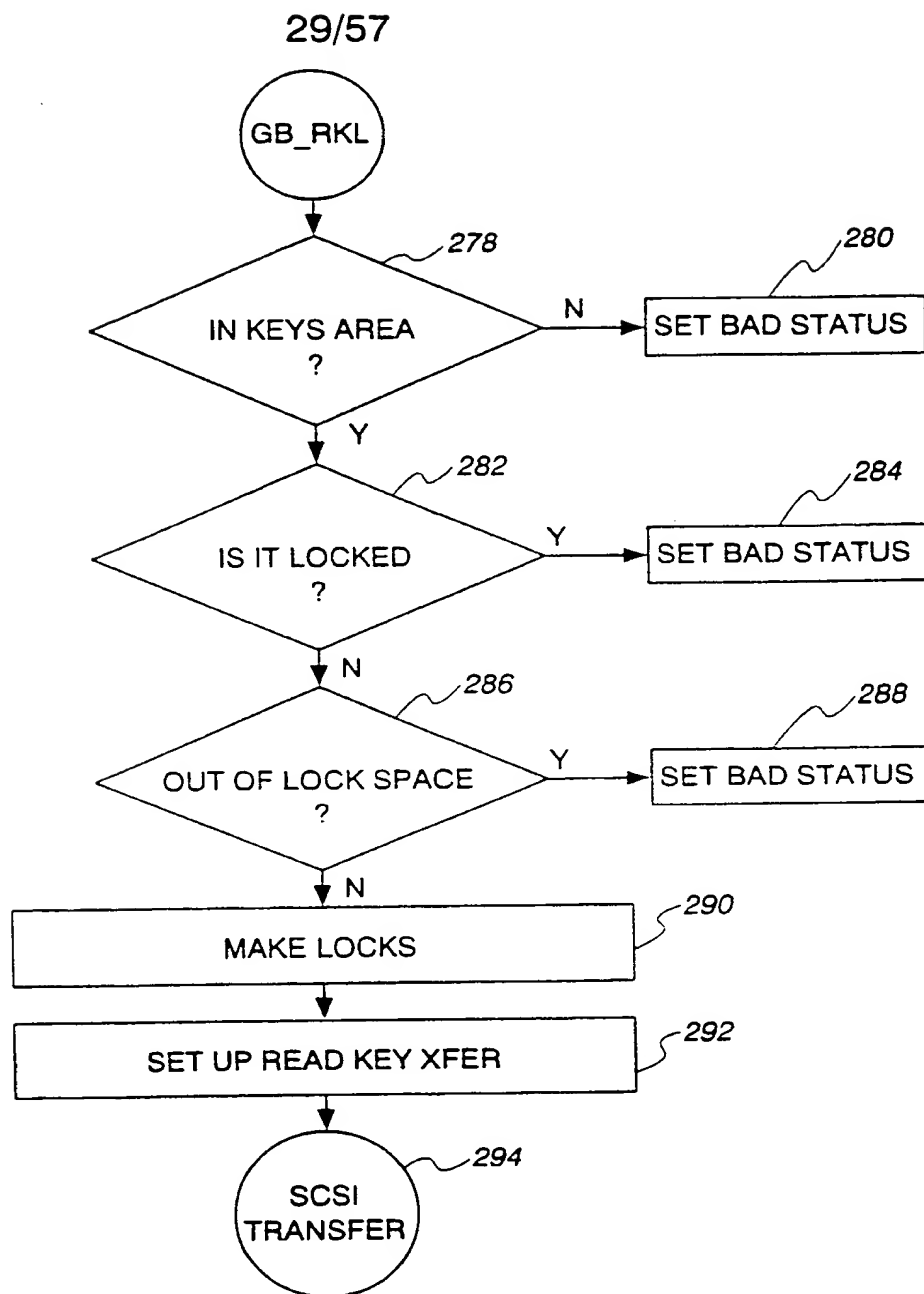 29/57
GB_RKL
278
280
IN KEYS AREA
?
N
SET BAD STATUS
Y
282
284
IS IT LOCKED
?
Y
SET BAD STATUS
N
286
288
OUT OF LOCK SPACE
?
Y
SET BAD STATUS
N
290
MAKE LOCKS
292
SET UP READ KEY XFER
294
SCSI
TRANSFER